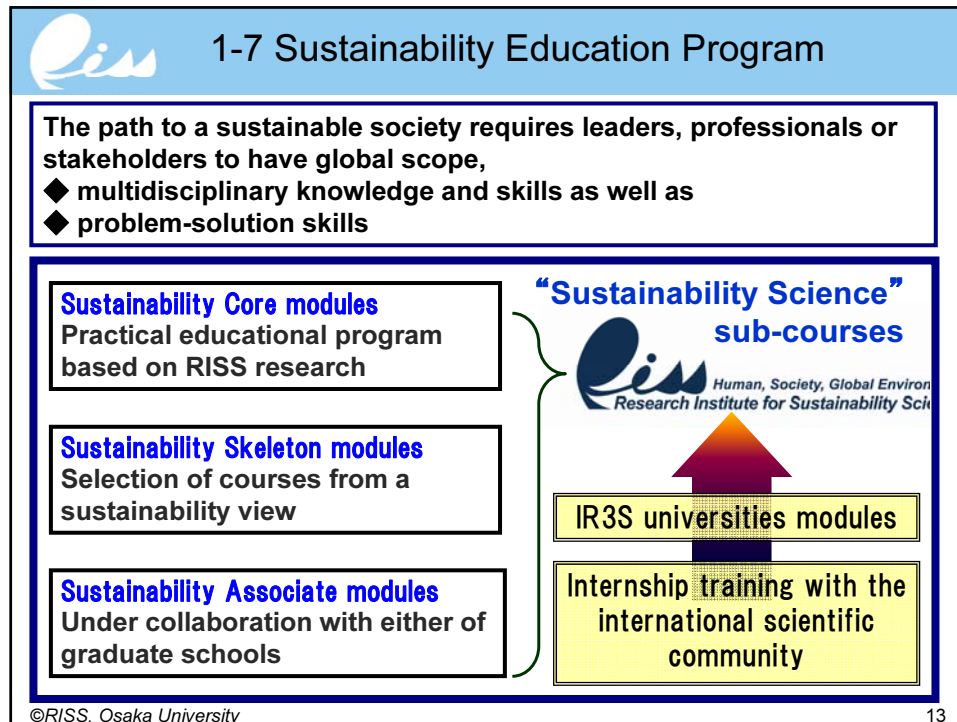 Riss
1-7 Sustainability Education Program
The path to a sustainable society requires leaders, professionals or
stakeholders to have global scope,
◆ multidisciplinary knowledge and skills as well as
◆ problem-solution skills
Sustainability Core modules
Practical educational program
based on RISS research
Sustainability Skeleton modules
Selection of courses from a
sustainability view
Sustainability Associate modules
Under collaboration with either of
graduate schools
“Sustainability Science”
sub-courses
Riss
Human, Society, Global Environ
Research Institute for Sustainability Scie
IR3S universities modules
Internship training with the
international scientific
community
©RISS, Osaka University
13